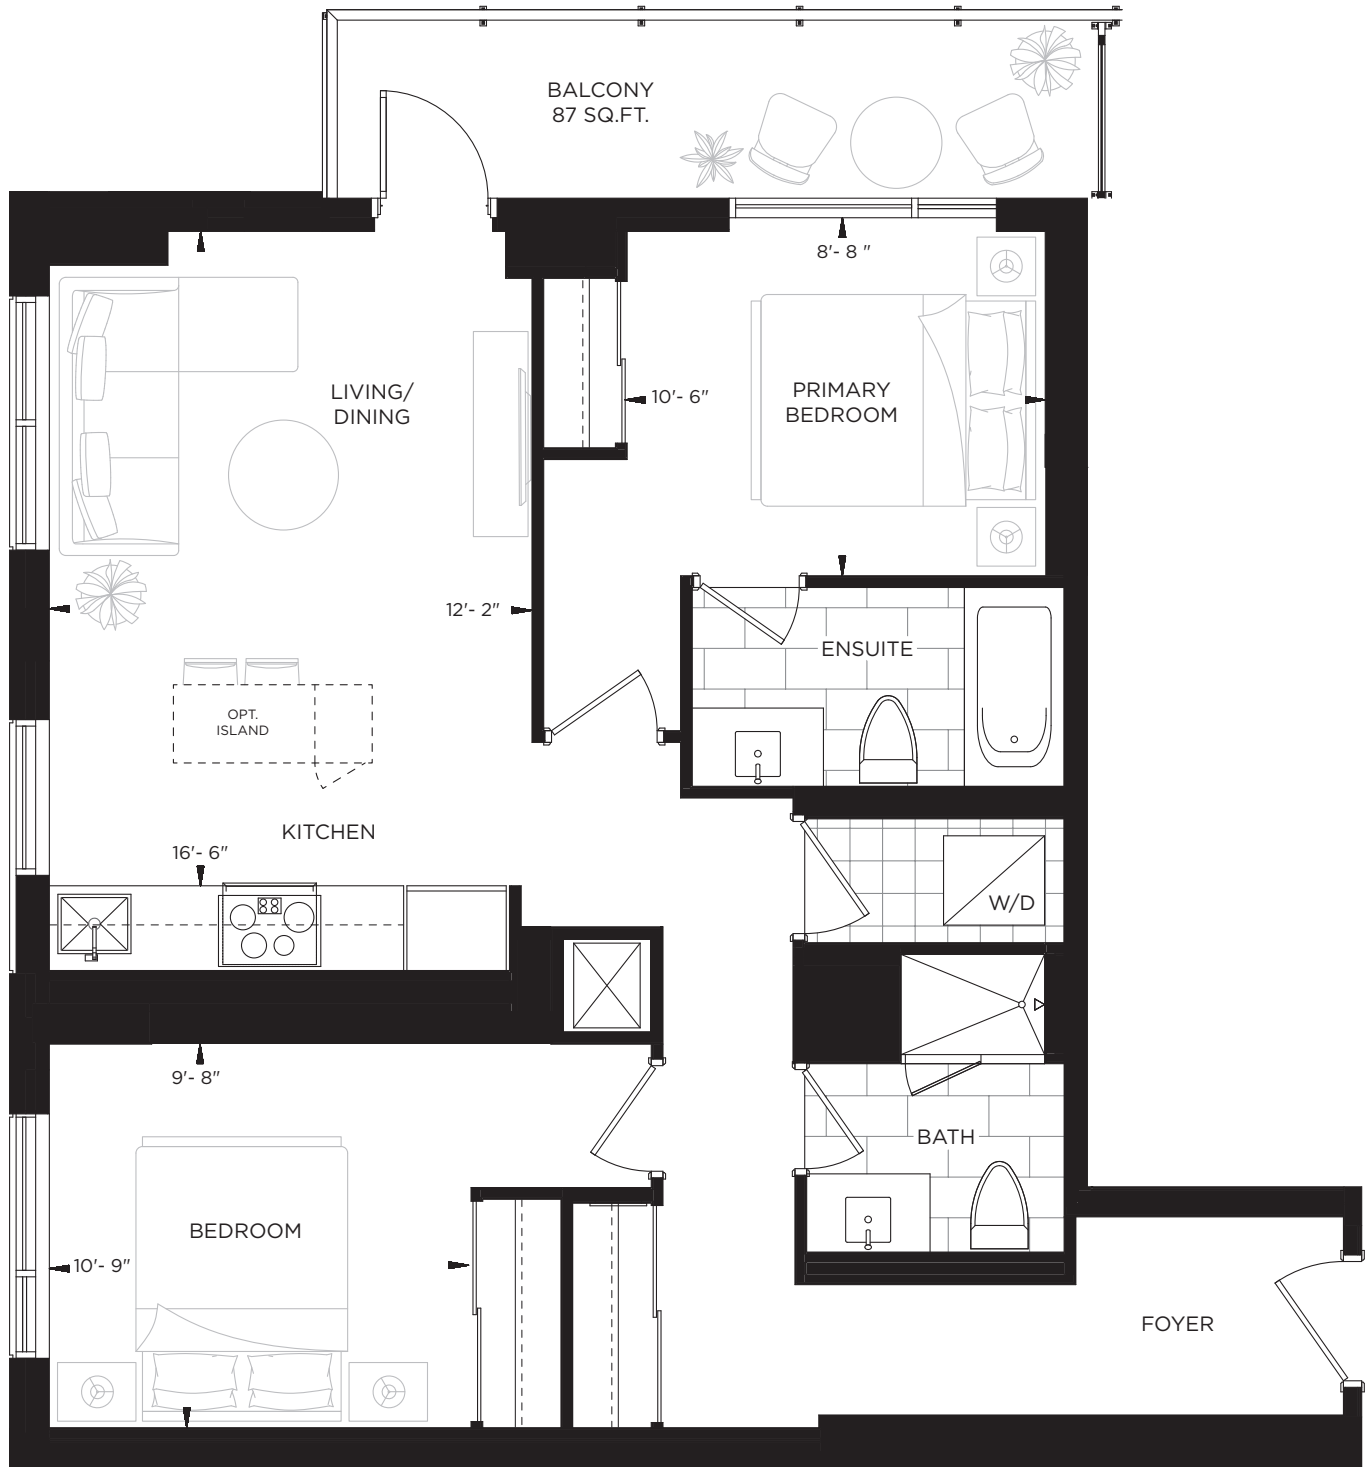 BALCONY
87 SQ.FT.
8'- 8 "
LIVING/
DINING
10'- 6"
PRIMARY
BEDROOM
12'- 2"
ENSUITE
OPT.
ISLAND
KITCHEN
16'- 6"
W/D
9'- 8"
BATH
BEDROOM
10'- 9"
FOYER